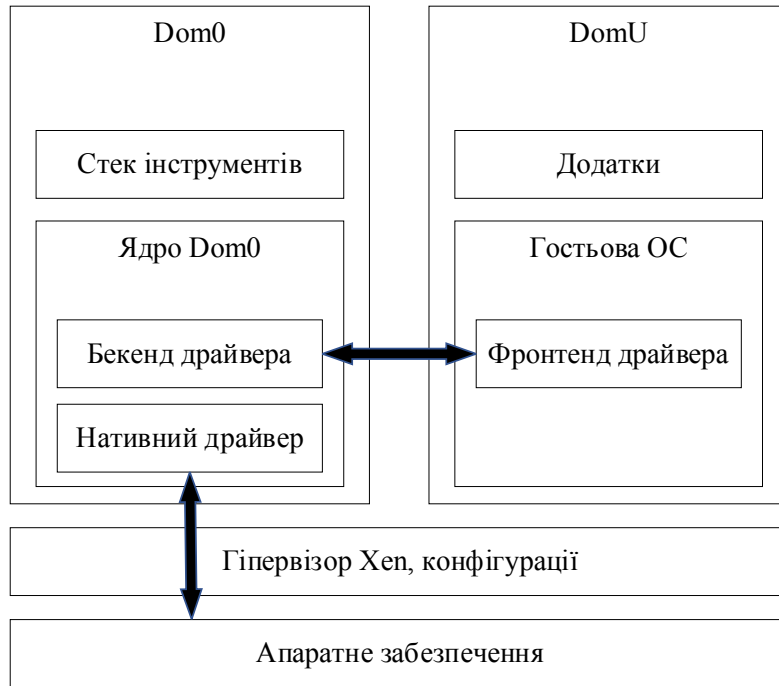 Dom0
Стек інструментів
Ядро Dom0
Бекенд драйвера
Нативний драйвер
DomU
Додатки
Гостьова ОС
Фронтенд драйвера
Гіпервізор Xen, конфігурації
Апаратне забезпечення